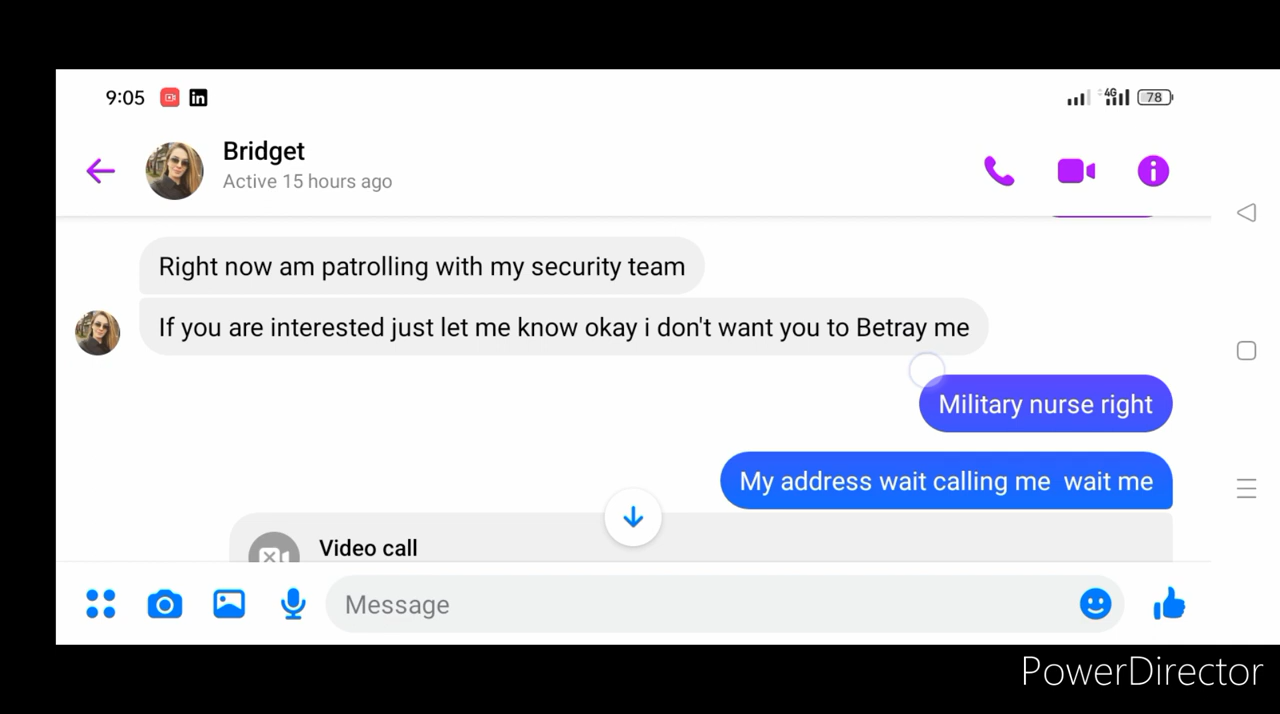 9:05
in
4G
78
Bridget
Active 15 hours ago
Right now am patrolling with my security team
If you are interested just let me know okay i don't want you to Betray me
Military nurse right
My address wait calling me  wait me
Video call
Message
PowerDirector